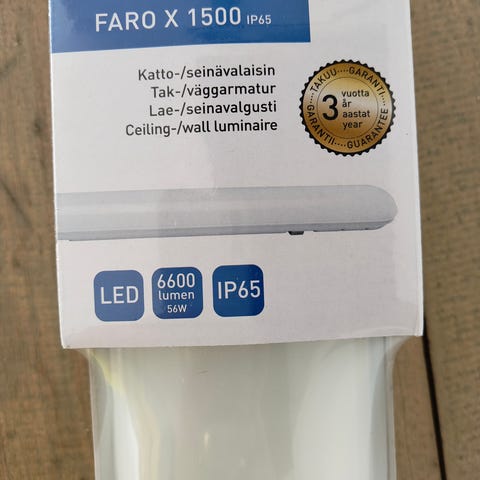 FARO X 1500 IP65
Katto-/seinävalaisin
Tak-/väggarmatur
Lae-/seinavalgusti
Ceiling-/wall luminaire
TAKUU ···· GARANTI
3 vuotta
år
aastat
year
GARANTII ···· GUARANTEE
LED
6600
lumen
56W
IP65